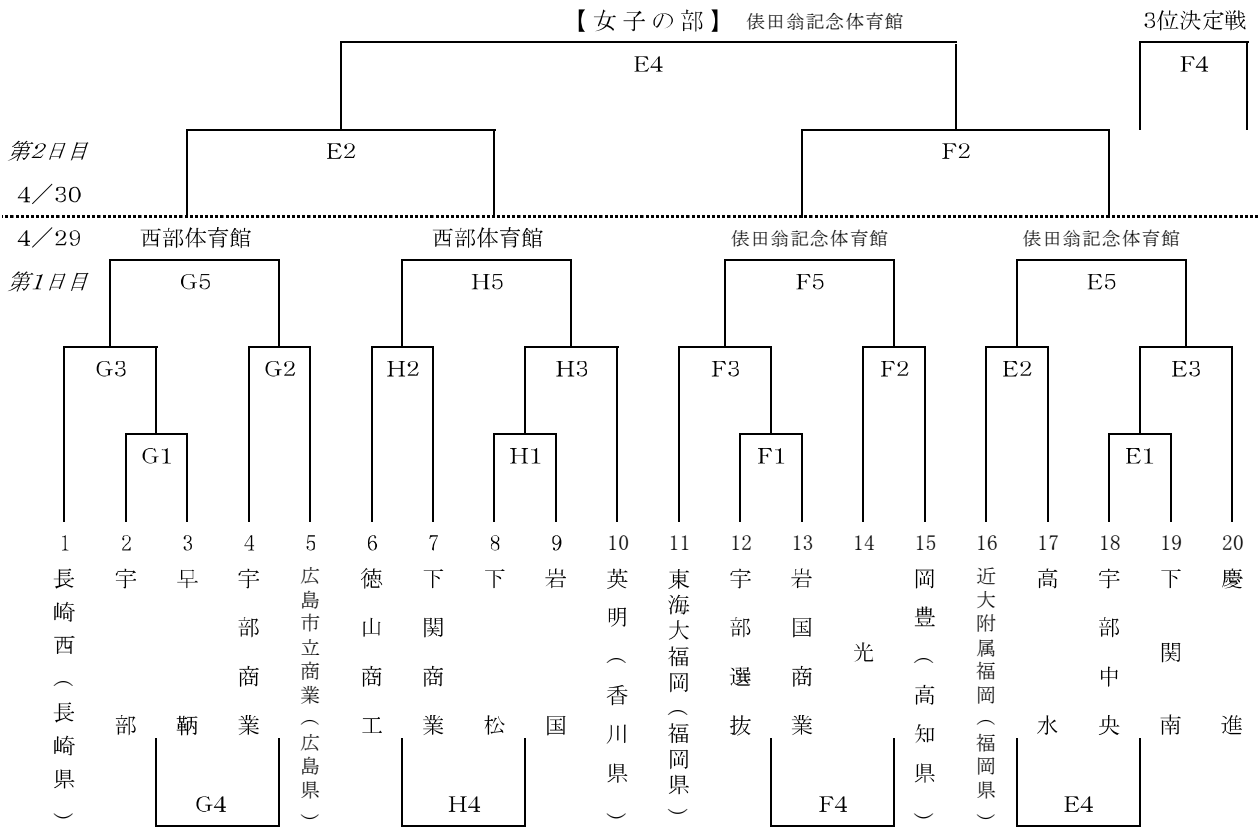 【女子の部】 俵田翁記念体育館
3位決定戦
E4
F4
第2日目
E2
F2
4／30
4／29
西部体育館
西部体育館
俵田翁記念体育館
俵田翁記念体育館
第1日目
G5
H5
F5
E5
G3
G2
H2
H3
F3
F2
E2
E3
G1
H1
F1
E1
1 長崎西（長崎県）
2 宇部
3 早鞆
4 宇部商業
5 広島市立商業（広島県）
6 徳山商工
7 下関商業
8 下松
9 岩国
10 英明（香川県）
11 東海大福岡（福岡県）
12 宇部選抜
13 岩国商業
14 光
15 岡豊（高知県）
16 近大附属福岡（福岡県）
17 高水
18 宇部中央
19 下関南
20 慶進
G4
H4
F4
E4